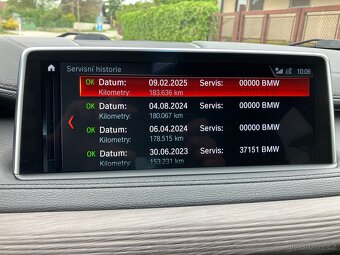 Servisní historie
10:06
OK Datum: 09.02.2025 Servis: 00000 BMW
Kilometry: 183.636 km
OK Datum: 04.08.2024 Servis: 00000 BMW
Kilometry: 180.067 km
OK Datum: 06.04.2024 Servis: 00000 BMW
Kilometry: 178.515 km
OK Datum: 30.06.2023 Servis: 37151 BMW
Kilometry: 153.231 km